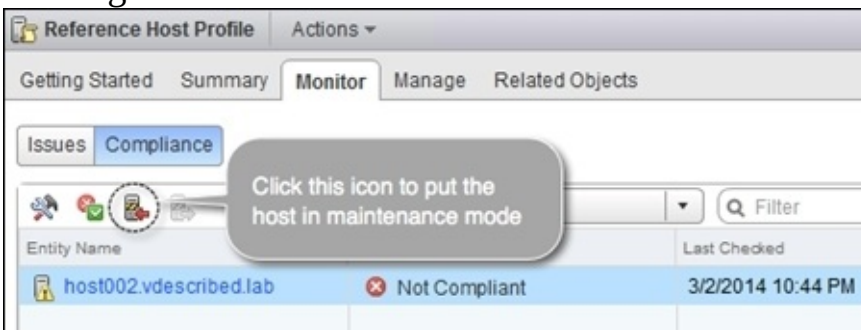 Reference Host Profile Actions
Getting Started Summary Monitor Manage Related Objects
Issues Compliance
Click this icon to put the
host in maintenance mode
Filter
Entity Name Last Checked
host002.vdescribed.lab Not Compliant 3/2/2014 10:44 PM